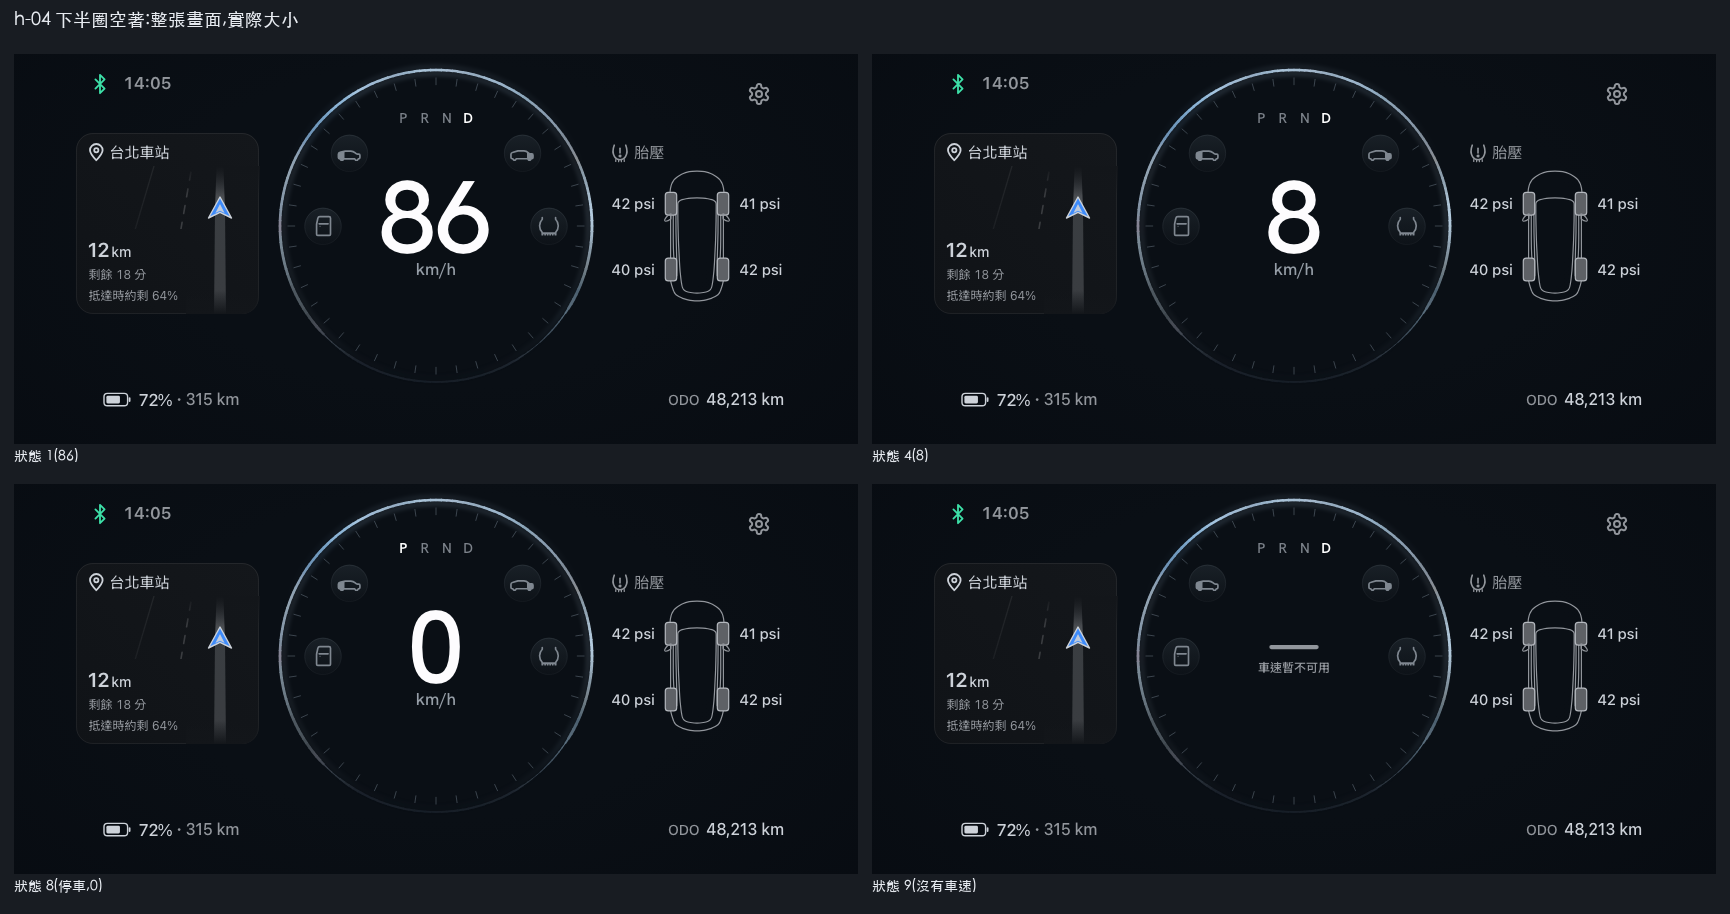 h-04 下半圈空著:整張畫面,實際大小
14:05
P R N D
台北車站
86
km/h
12 km
剩餘 18 分
抵達時約剩 64%
胎壓
42 psi
41 psi
40 psi
42 psi
72% · 315 km
ODO 48,213 km
狀態 1(86)
14:05
P R N D
台北車站
8
km/h
12 km
剩餘 18 分
抵達時約剩 64%
胎壓
42 psi
41 psi
40 psi
42 psi
72% · 315 km
ODO 48,213 km
狀態 4(8)
14:05
P R N D
台北車站
0
km/h
12 km
剩餘 18 分
抵達時約剩 64%
胎壓
42 psi
41 psi
40 psi
42 psi
72% · 315 km
ODO 48,213 km
狀態 8(停車,0)
14:05
P R N D
台北車站
車速暫不可用
12 km
剩餘 18 分
抵達時約剩 64%
胎壓
42 psi
41 psi
40 psi
42 psi
72% · 315 km
ODO 48,213 km
狀態 9(沒有車速)